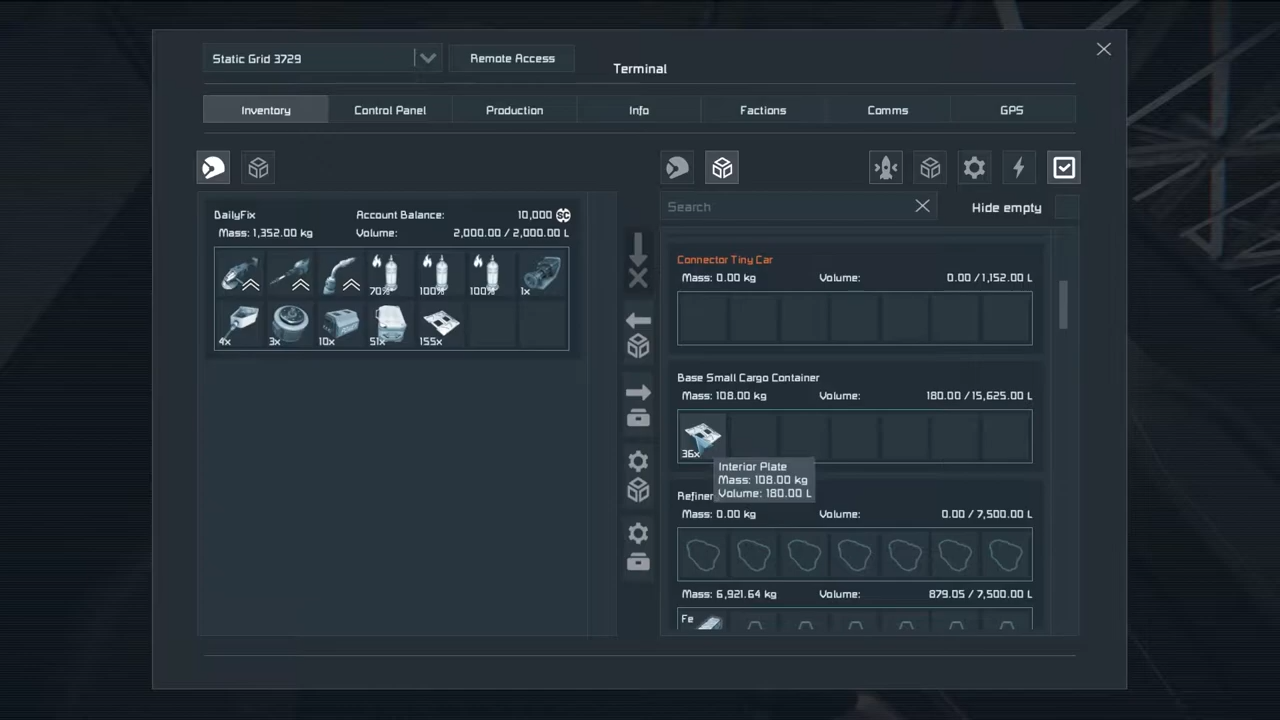 Static Grid 3729
Remote Access
Terminal
Inventory
Control Panel
Production
Info
Factions
Comms
GPS
Search
Hide empty
DailyFix
Account Balance:
10,000 SC
Mass: 1,352.00 kg
Volume:
2,000.00 / 2,000.00 L
70%
100%
100%
1x
4x
3x
10x
51x
155x
Connector Tiny Car
Mass: 0.00 kg
Volume:
0.00 / 1,152.00 L
Base Small Cargo Container
Mass: 108.00 kg
Volume:
180.00 / 15,625.00 L
36x
Interior Plate
Mass: 108.00 kg
Volume: 180.00 L
Refiner
Mass: 0.00 kg
Volume:
0.00 / 7,500.00 L
Mass: 6,921.64 kg
Volume:
879.05 / 7,500.00 L
Fe